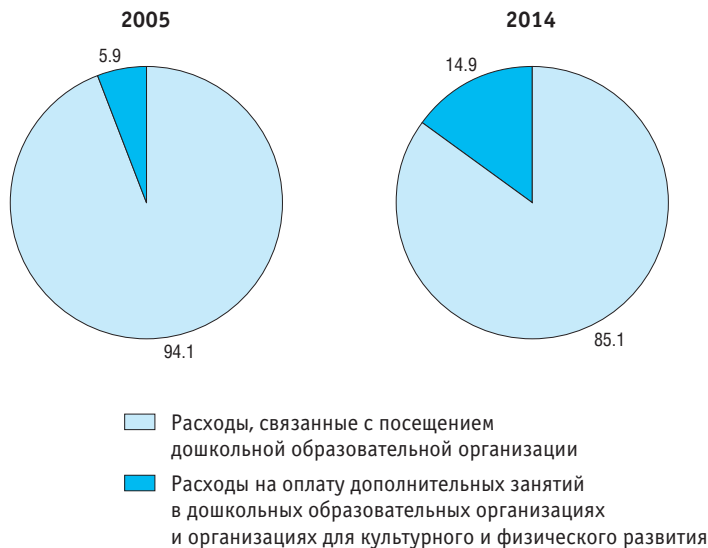 2005
2014
5.9
14.9
94.1
85.1
Расходы, связанные с посещением
дошкольной образовательной организации
Расходы на оплату дополнительных занятий
в дошкольных образовательных организациях
и организациях для культурного и физического развития